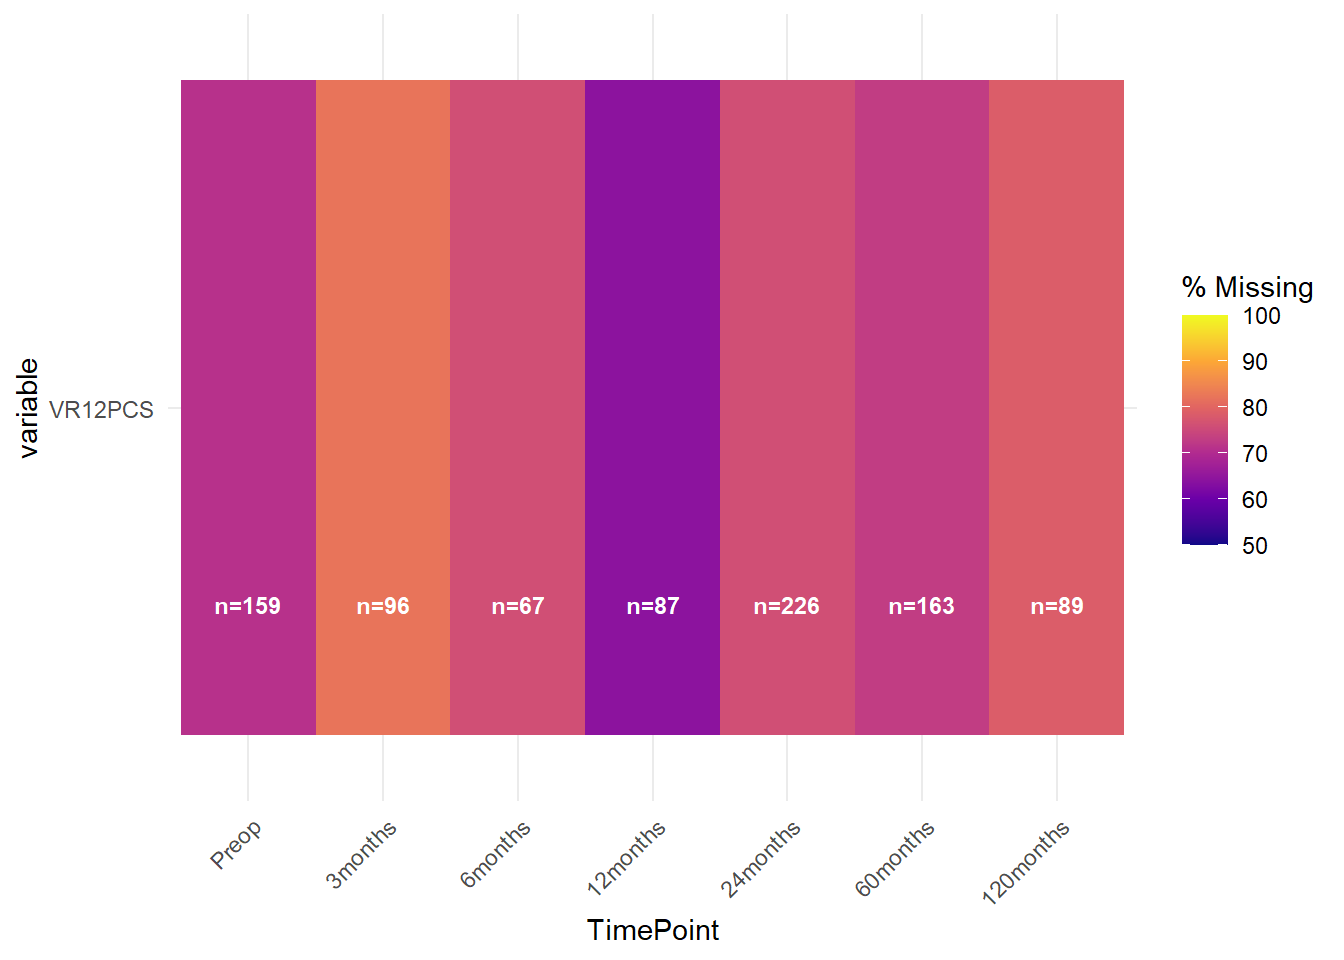 % Missing
100
90
80
70
60
50
variable
VR12PCS
n=159 n=96 n=67 n=87 n=226 n=163 n=89
Preop 3months 6months 12months 24months 60months 120months
TimePoint